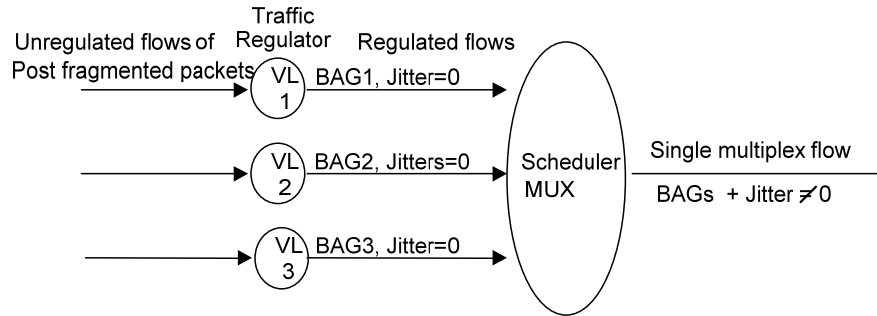 Traffic
Unregulated flows of Regulator Regulated flows
Post fragmented packets
VL
1
BAG1, Jitter=0
VL
2
BAG2, Jitters=0
VL
3
BAG3, Jitter=0
Scheduler
MUX
Single multiplex flow
BAGs + Jitter ≠ 0